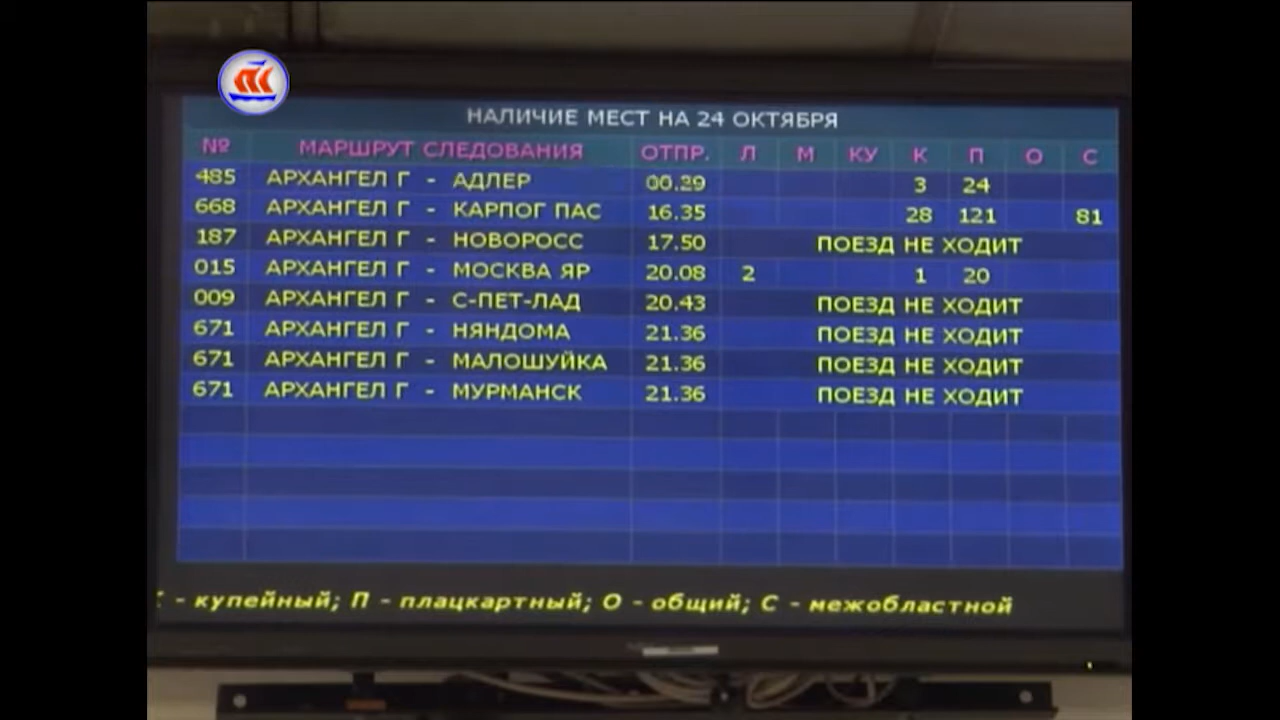 НАЛИЧИЕ МЕСТ НА 24 ОКТЯБРЯ
№ МАРШРУТ СЛЕДОВАНИЯ ОТПР. Л М КУ К П О С
485 АРХАНГЕЛ Г - АДЛЕР 00.29 3 24
668 АРХАНГЕЛ Г - КАРПОГ ПАС 16.35 28 121 81
187 АРХАНГЕЛ Г - НОВОРОСС 17.50 ПОЕЗД НЕ ХОДИТ
015 АРХАНГЕЛ Г - МОСКВА ЯР 20.08 2 1 20
009 АРХАНГЕЛ Г - С-ПЕТ-ЛАД 20.43 ПОЕЗД НЕ ХОДИТ
671 АРХАНГЕЛ Г - НЯНДОМА 21.36 ПОЕЗД НЕ ХОДИТ
671 АРХАНГЕЛ Г - МАЛОШУЙКА 21.36 ПОЕЗД НЕ ХОДИТ
671 АРХАНГЕЛ Г - МУРМАНСК 21.36 ПОЕЗД НЕ ХОДИТ
- купейный; П - плацкартный; О - общий; С - межобластной